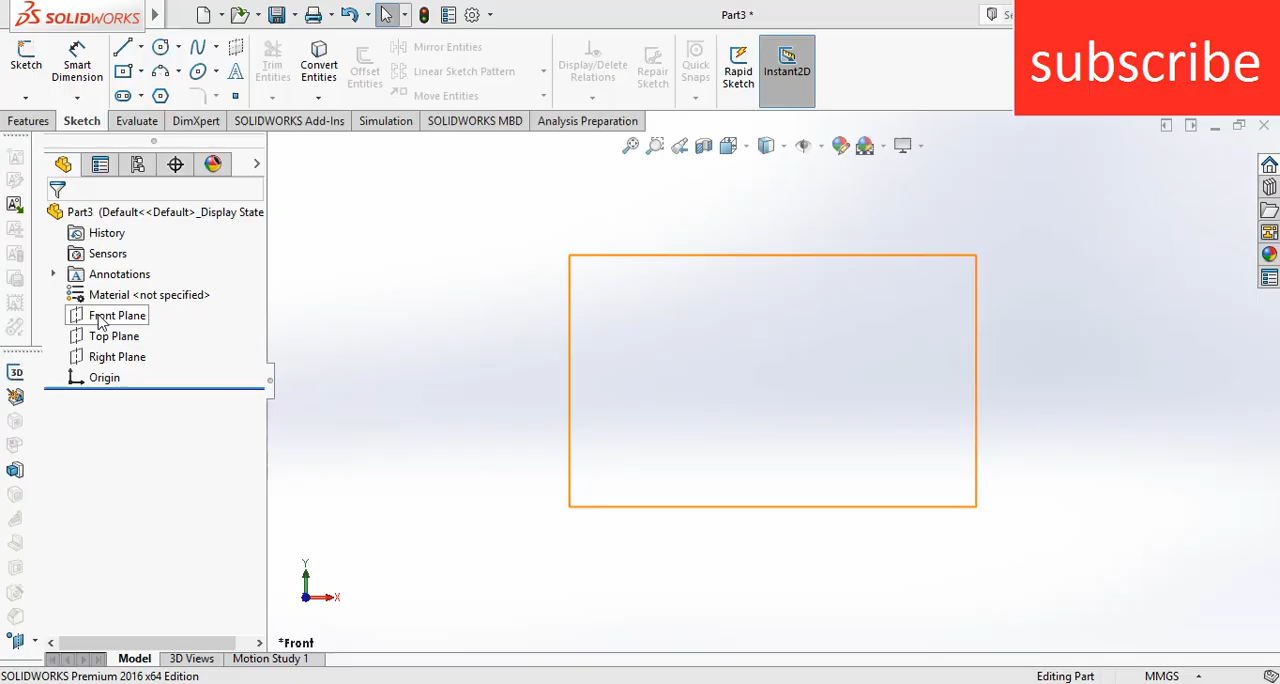 SOLIDWORKS
Part3 *
Se
subscribe
Sketch
Smart
Dimension
Trim
Entities
Convert
Entities
Offset
Entities
Mirror Entities
Linear Sketch Pattern
Move Entities
Display/Delete
Relations
Repair
Sketch
Quick
Snaps
Rapid
Sketch
Instant2D
Features
Sketch
Evaluate
DimXpert
SOLIDWORKS Add-Ins
Simulation
SOLIDWORKS MBD
Analysis Preparation
Part3 (Default<<Default>_Display State
History
Sensors
Annotations
Material <not specified>
Front Plane
Top Plane
Right Plane
Origin
Y
X
*Front
Model
3D Views
Motion Study 1
SOLIDWORKS Premium 2016 x64 Edition
Editing Part
MMGS